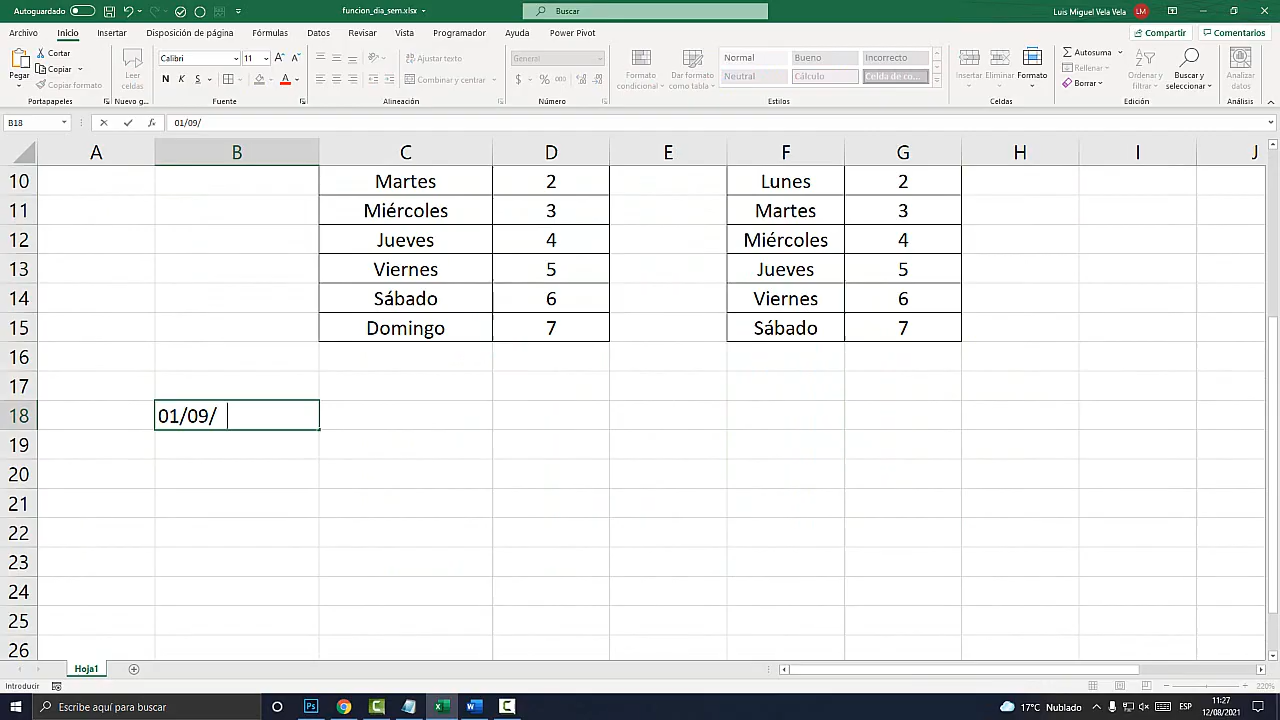 Autoguardado
funcion_dia_sem.xlsx
Buscar
Luis Miguel Vela Vela
LM
Archivo
Inicio
Insertar
Disposición de página
Fórmulas
Datos
Revisar
Vista
Programador
Ayuda
Power Pivot
Compartir
Comentarios
Pegar
Cortar
Copiar
Copiar formato
Leer celdas
Calibri
11
N K S
Ajustar texto
Combinar y centrar
General
$ % 000
Formato condicional
Dar formato como tabla
Normal
Bueno
Incorrecto
Neutral
Cálculo
Celda de co...
Insertar
Eliminar
Formato
Autosuma
Rellenar
Borrar
Ordenar y filtrar
Buscar y seleccionar
Analizar datos
Portapapeles
Nuevo g...
Fuente
Alineación
Número
Estilos
Celdas
Edición
Análisis
B18
fx
01/09/
A B C D E F G H I J
10 Martes 2 Lunes 2
11 Miércoles 3 Martes 3
12 Jueves 4 Miércoles 4
13 Viernes 5 Jueves 5
14 Sábado 6 Viernes 6
15 Domingo 7 Sábado 7
16
17
18 01/09/
19
20
21
22
23
24
25
26
Hoja1
Introducir
220%
Escribe aquí para buscar
17°C Nublado
ESP
11:27
12/08/2021